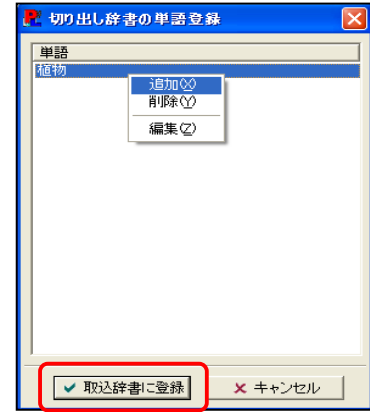 切り出し辞書の単語登録
単語
植物
追加(X)
削除(Y)
編集(Z)
取込辞書に登録
キャンセル